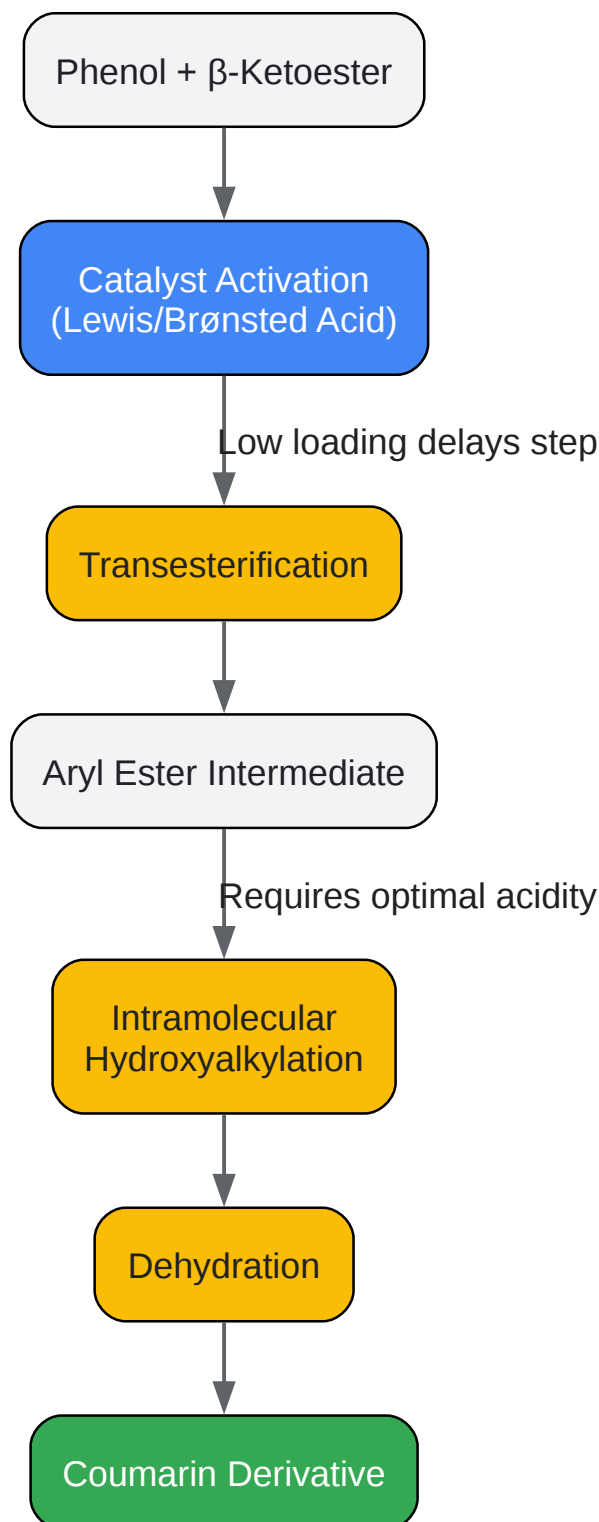 Phenol + β-Ketoester
Catalyst Activation
(Lewis/Brønsted Acid)
Low loading delays step
Transesterification
Aryl Ester Intermediate
Requires optimal acidity
Intramolecular
Hydroxyalkylation
Dehydration
Coumarin Derivative